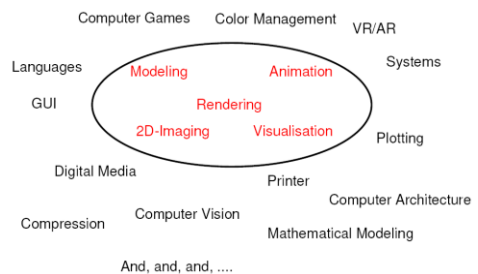 Computer Games
Color Management
VR/AR
Languages
Modeling
Animation
Systems
GUI
Rendering
2D-Imaging
Visualisation
Plotting
Digital Media
Printer
Computer Architecture
Compression
Computer Vision
Mathematical Modeling
And, and, and, ....